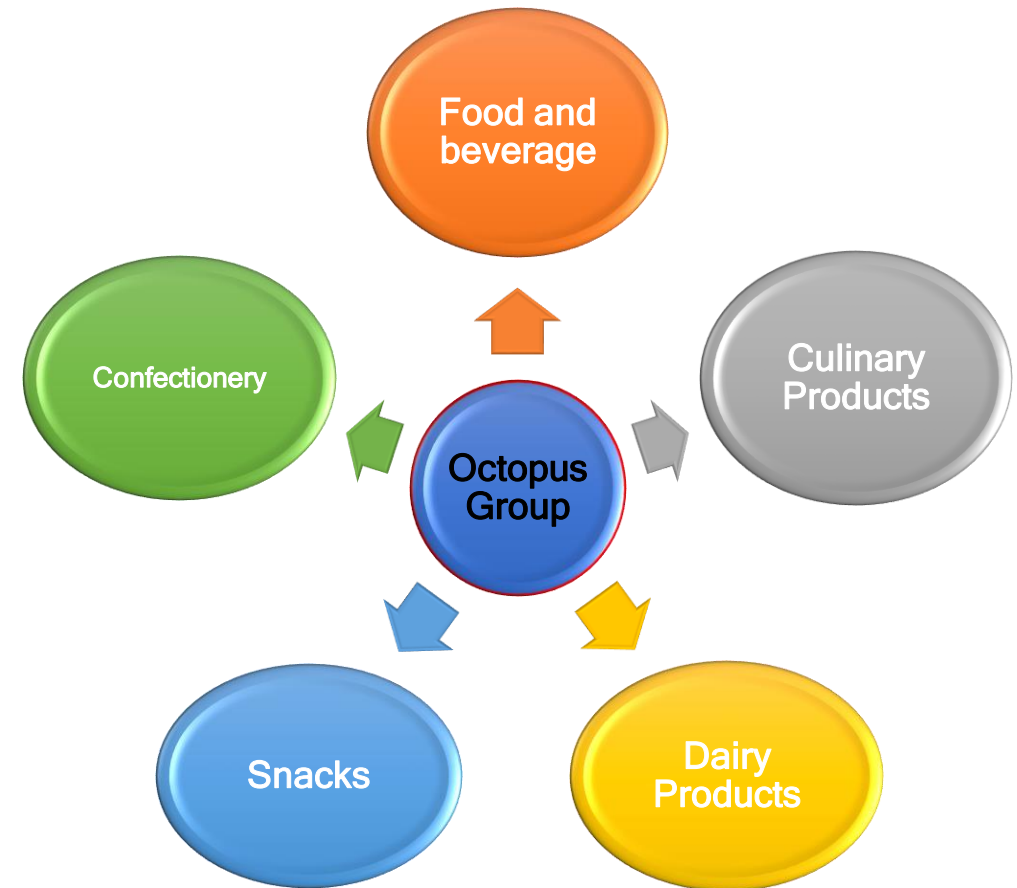 Food and
beverage
Culinary
Products
Confectionery
Octopus
Group
Dairy
Products
Snacks